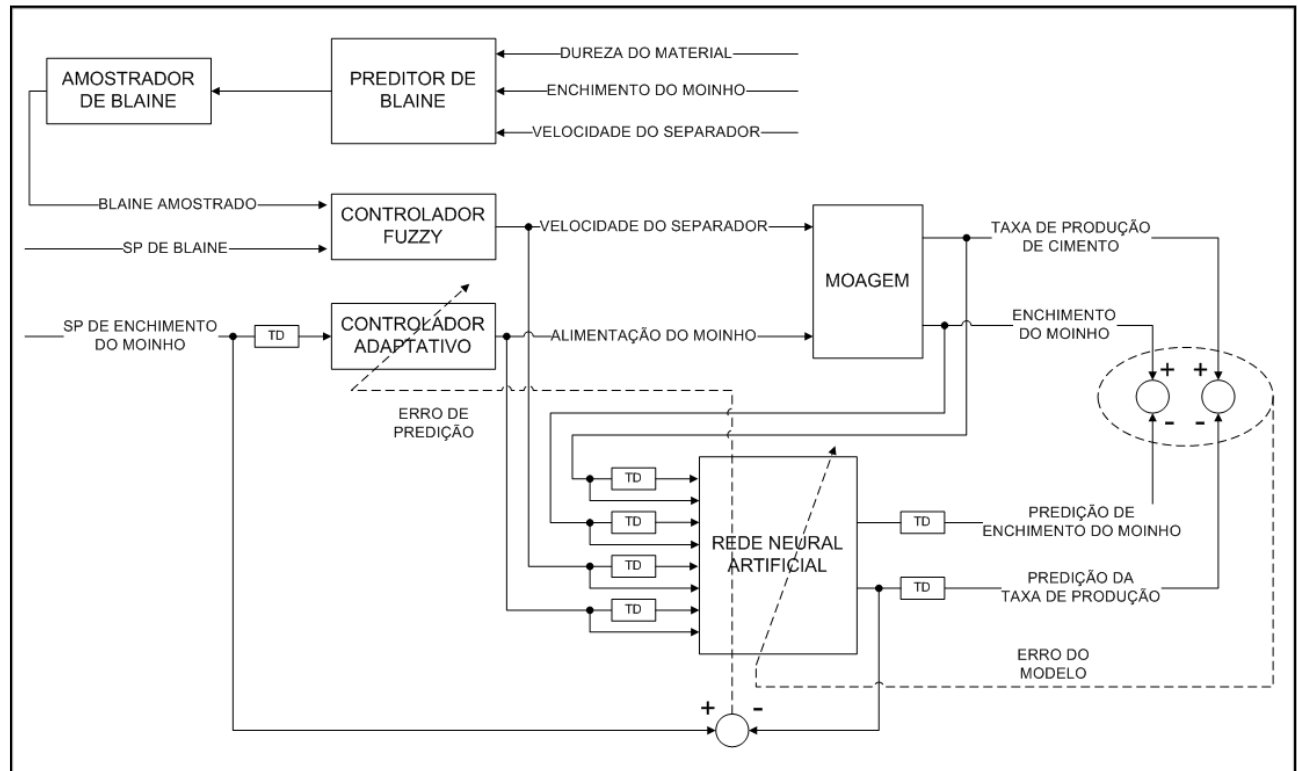 DUREZA DO MATERIAL
AMOSTRADOR
DE BLAINE
PREDITOR DE
BLAINE
ENCHIMENTO DO MOINHO
VELOCIDADE DO SEPARADOR
BLAINE AMOSTRADO
SP DE BLAINE
CONTROLADOR
FUZZY
VELOCIDADE DO SEPARADOR
MOAGEM
TAXA DE PRODUÇÃO
DE CIMENTO
SP DE ENCHIMENTO
DO MOINHO
TD
CONTROLADOR
ADAPTATIVO
ALIMENTAÇÃO DO MOINHO
ENCHIMENTO
DO MOINHO
+ +
- -
ERRO DE
PREDIÇÃO
TD
TD
TD
TD
REDE NEURAL
ARTIFICIAL
TD
PREDIÇÃO DE
ENCHIMENTO DO MOINHO
TD
PREDIÇÃO DA
TAXA DE PRODUÇÃO
ERRO DO
MODELO
+ -